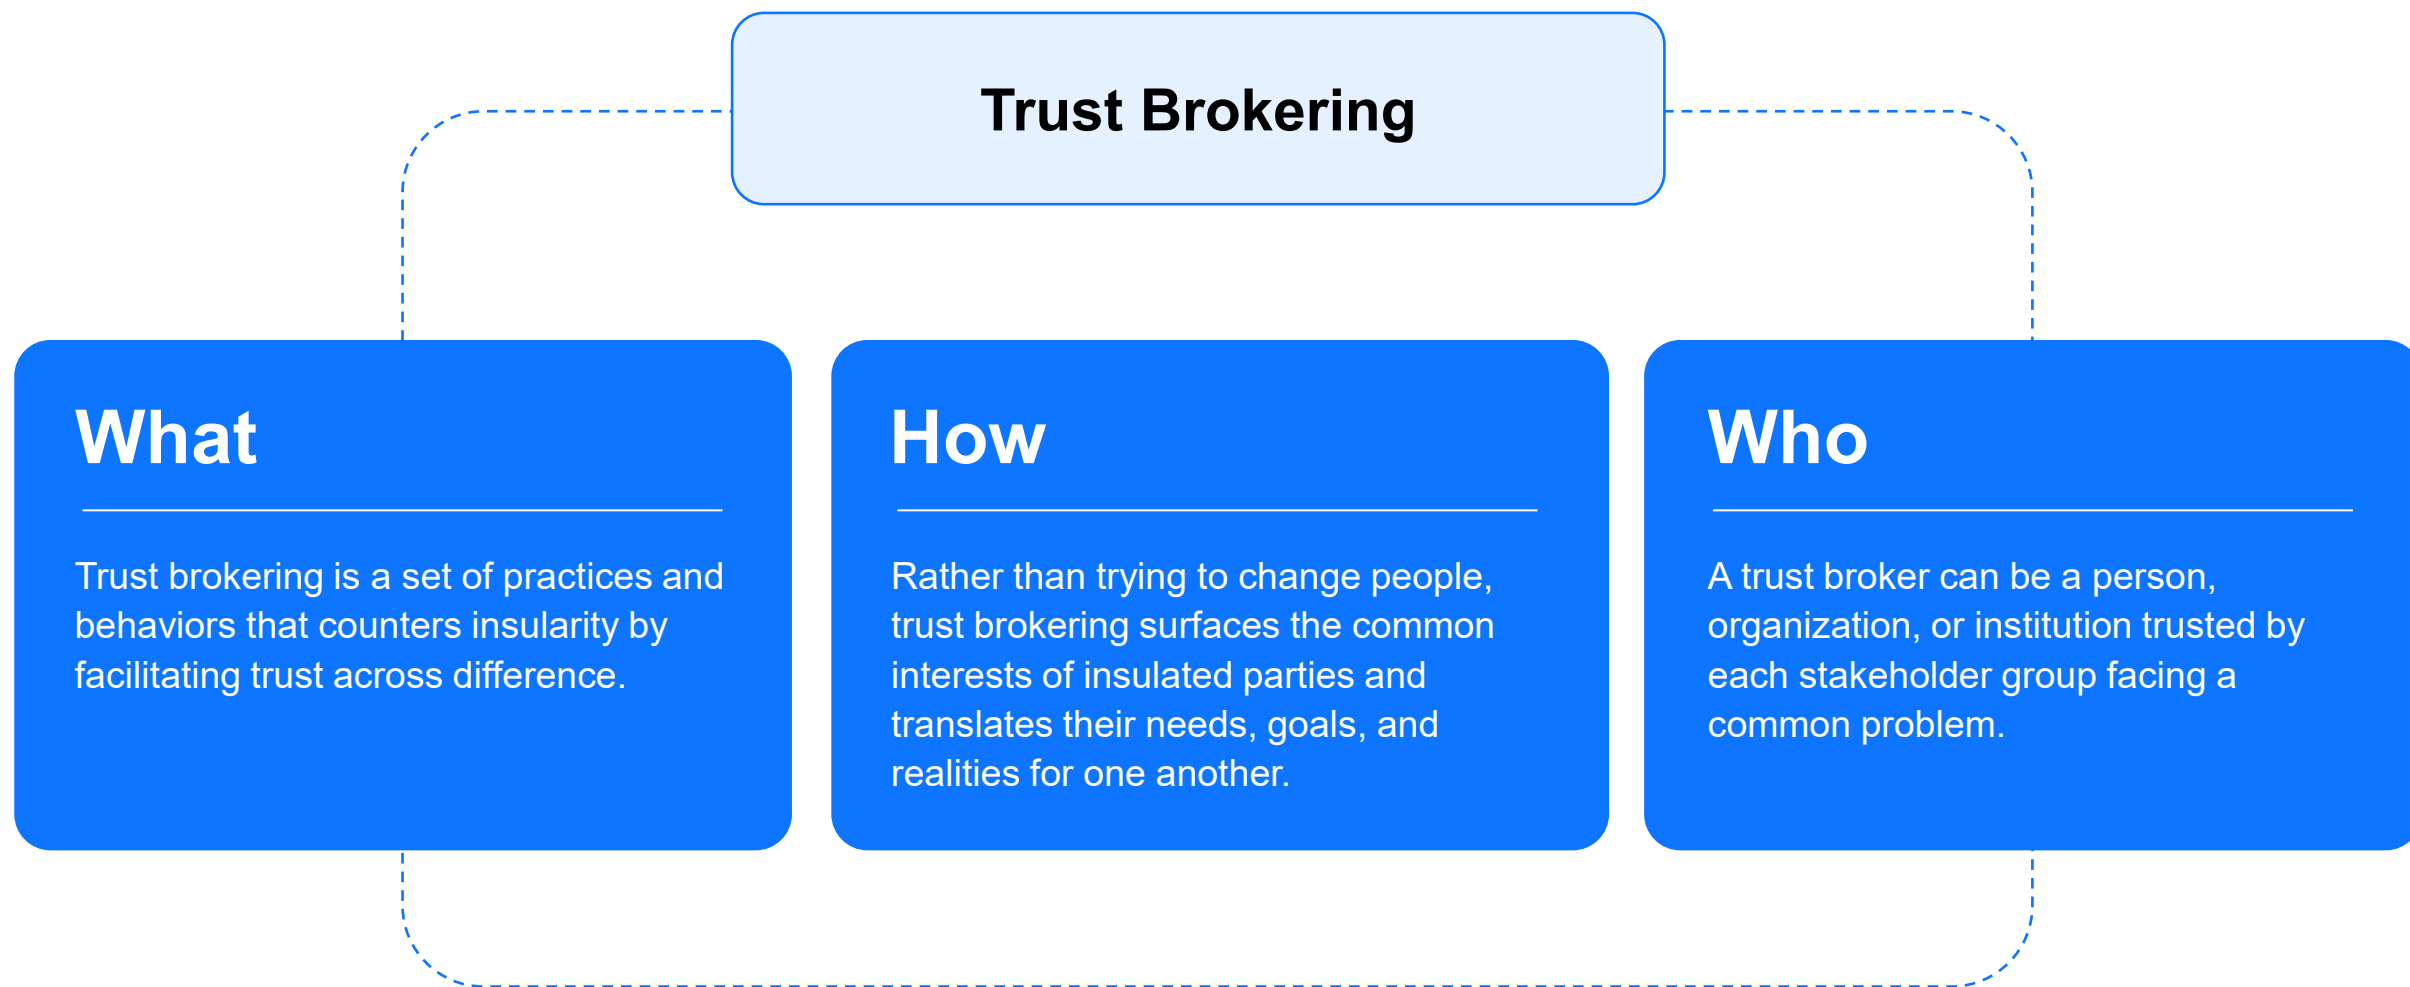 Trust Brokering
What
Trust brokering is a set of practices and
behaviors that counters insularity by
facilitating trust across difference.
How
Rather than trying to change people,
trust brokering surfaces the common
interests of insulated parties and
translates their needs, goals, and
realities for one another.
Who
A trust broker can be a person,
organization, or institution trusted by
each stakeholder group facing a
common problem.